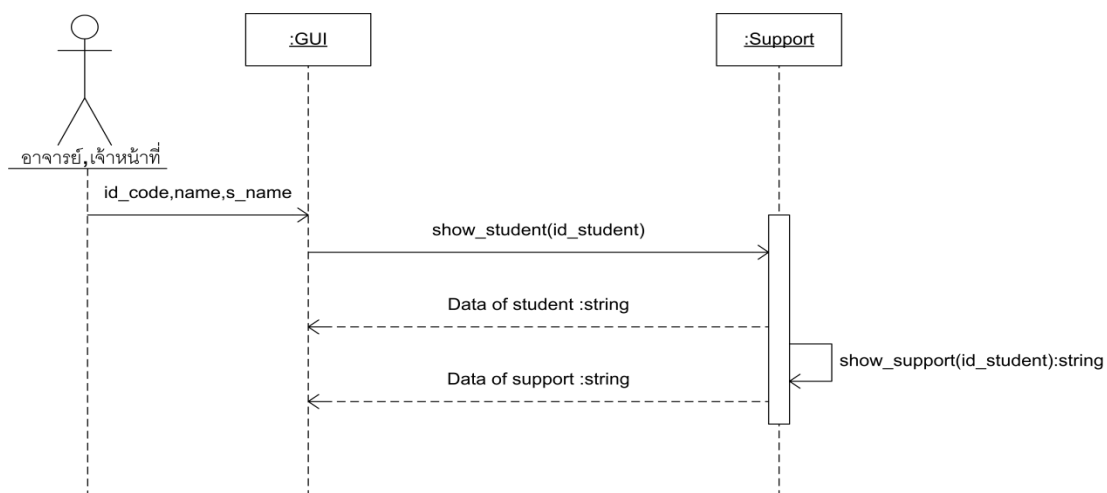 :GUI
:Support
อาจารย์,เจ้าหน้าที่
id_code,name,s_name
show_student(id_student)
Data of student :string
show_support(id_student):string
Data of support :string